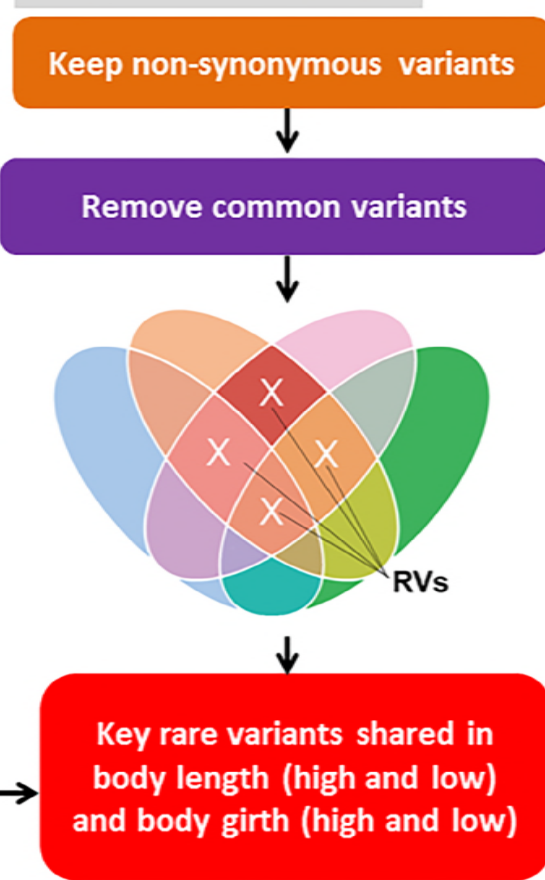 Keep non-synonymous variants
Remove common variants
X
X X
X
RVs
Key rare variants shared in
body length (high and low)
and body girth (high and low)